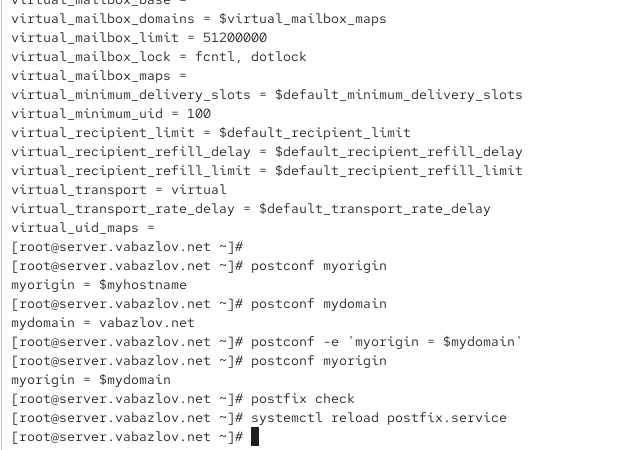 virtual_mailbox_base =
virtual_mailbox_domains = $virtual_mailbox_maps
virtual_mailbox_limit = 51200000
virtual_mailbox_lock = fcntl, dotlock
virtual_mailbox_maps =
virtual_minimum_delivery_slots = $default_minimum_delivery_slots
virtual_minimum_uid = 100
virtual_recipient_limit = $default_recipient_limit
virtual_recipient_refill_delay = $default_recipient_refill_delay
virtual_recipient_refill_limit = $default_recipient_refill_limit
virtual_transport = virtual
virtual_transport_rate_delay = $default_transport_rate_delay
virtual_uid_maps =
[root@server.vabazlov.net ~]#
[root@server.vabazlov.net ~]# postconf myorigin
myorigin = $myhostname
[root@server.vabazlov.net ~]# postconf mydomain
mydomain = vabazlov.net
[root@server.vabazlov.net ~]# postconf -e 'myorigin = $mydomain'
[root@server.vabazlov.net ~]# postconf myorigin
myorigin = $mydomain
[root@server.vabazlov.net ~]# postfix check
[root@server.vabazlov.net ~]# systemctl reload postfix.service
[root@server.vabazlov.net ~]#